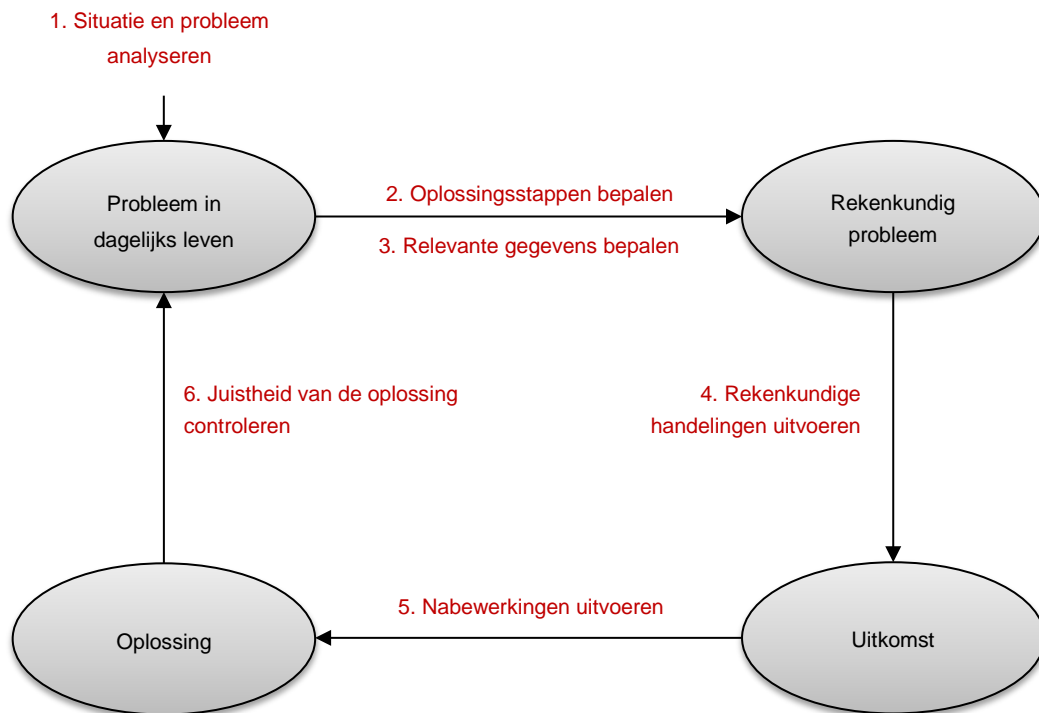 1. Situatie en probleem
analyseren
Probleem in
dagelijks leven
2. Oplossingsstappen bepalen
3. Relevante gegevens bepalen
Rekenkundig
probleem
4. Rekenkundige
handelingen uitvoeren
Uitkomst
5. Nabewerkingen uitvoeren
Oplossing
6. Juistheid van de oplossing
controleren